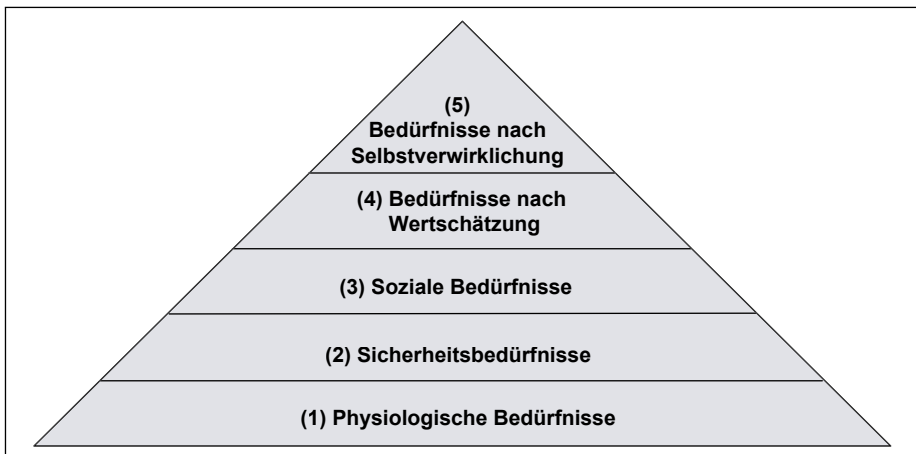 (5)
Bedürfnisse nach
Selbstverwirklichung
(4) Bedürfnisse nach
Wertschätzung
(3) Soziale Bedürfnisse
(2) Sicherheitsbedürfnisse
(1) Physiologische Bedürfnisse